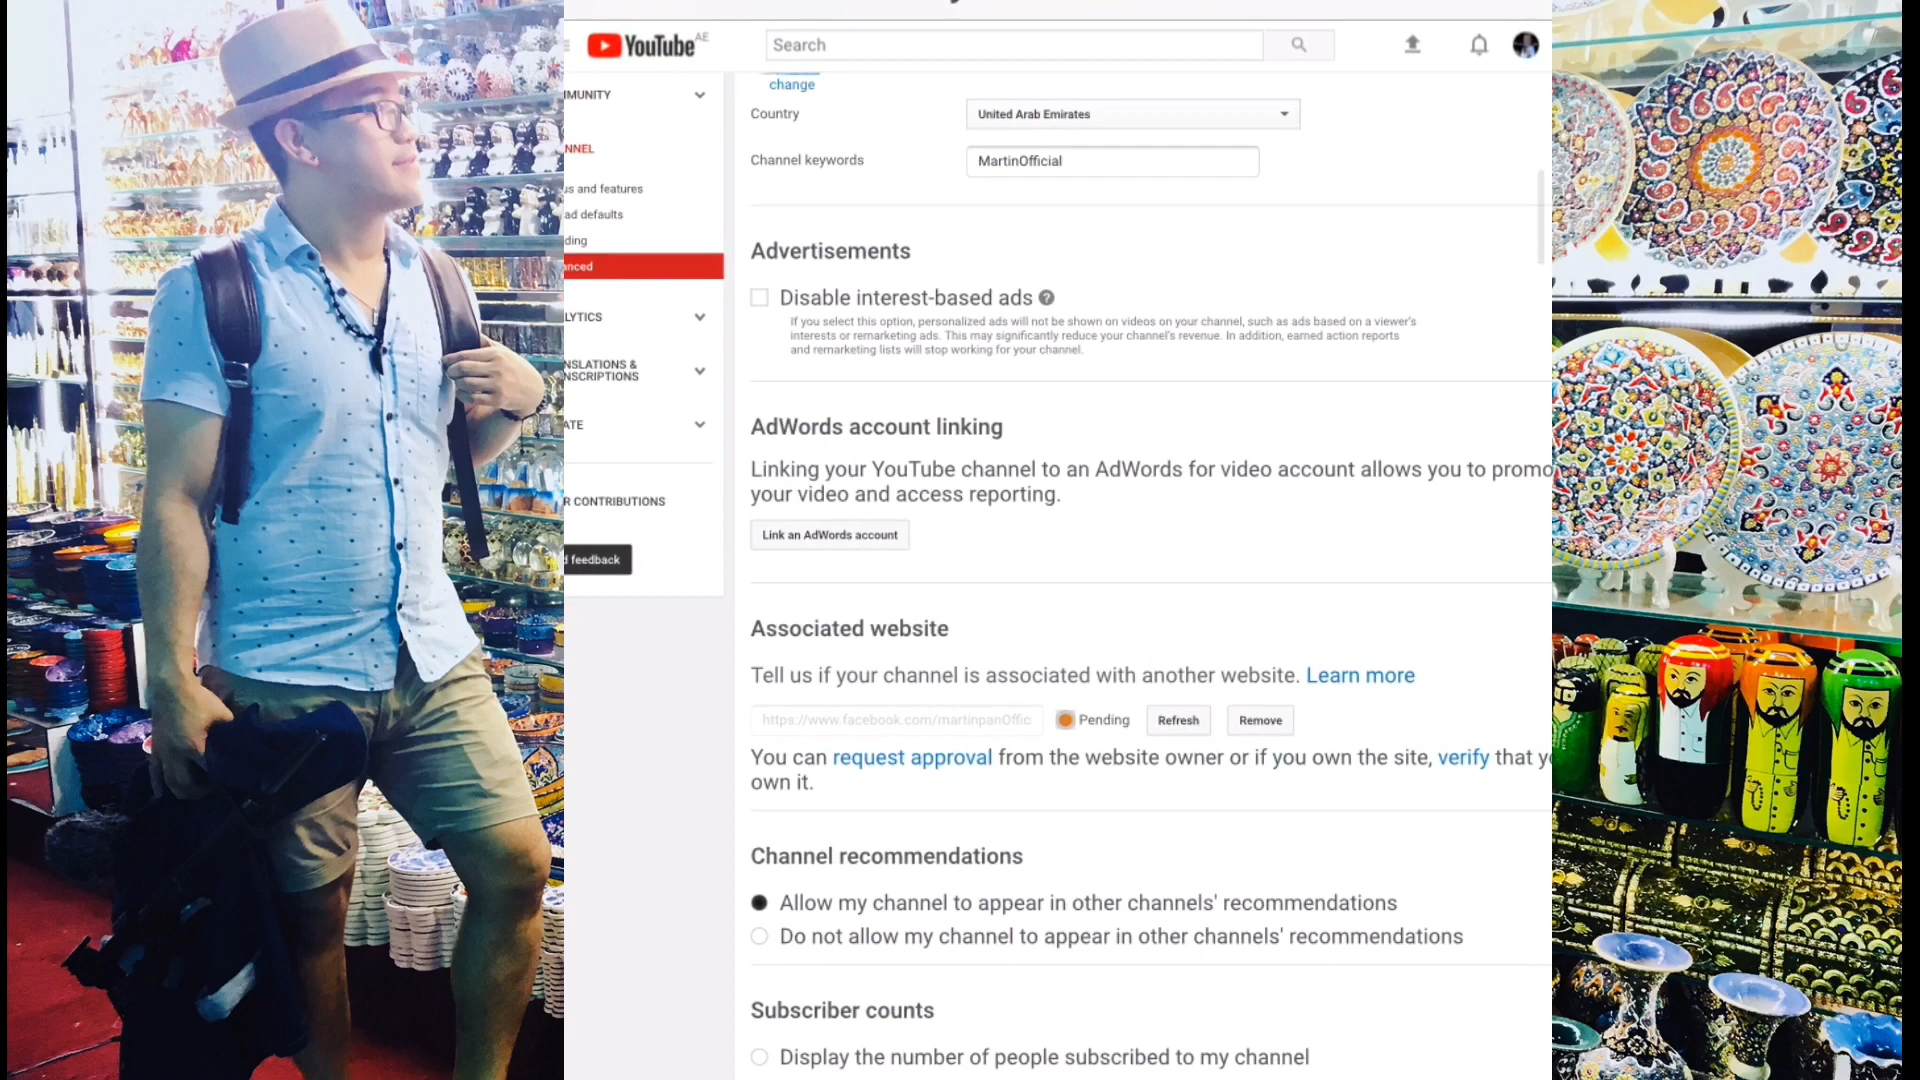 YouTube AE
Search
change
Country
United Arab Emirates
Channel keywords
MartinOfficial
MUNITY
NNEL
us and features
ad defaults
ding
anced
LYTICS
NSLATIONS &
NSCRIPTIONS
ATE
R CONTRIBUTIONS
d feedback
Advertisements
Disable interest-based ads ?
If you select this option, personalized ads will not be shown on videos on your channel, such as ads based on a viewer's
interests or remarketing ads. This may significantly reduce your channel's revenue. In addition, earned action reports
and remarketing lists will stop working for your channel.
AdWords account linking
Linking your YouTube channel to an AdWords for video account allows you to promo
your video and access reporting.
Link an AdWords account
Associated website
Tell us if your channel is associated with another website. Learn more
https://www.facebook.com/martinpanOffic
Pending
Refresh
Remove
You can request approval from the website owner or if you own the site, verify that yo
own it.
Channel recommendations
Allow my channel to appear in other channels' recommendations
Do not allow my channel to appear in other channels' recommendations
Subscriber counts
Display the number of people subscribed to my channel